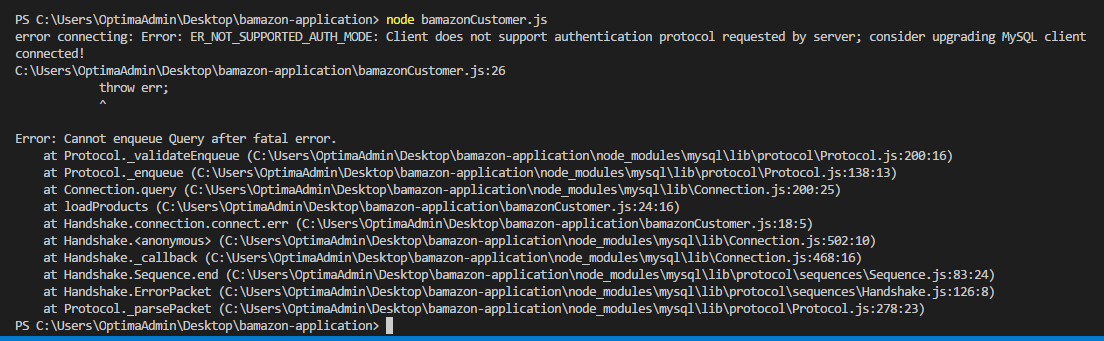 PS C:\Users\OptimaAdmin\Desktop\bamazon-application> node bamazonCustomer.js
error connecting: Error: ER_NOT_SUPPORTED_AUTH_MODE: Client does not support authentication protocol requested by server; consider upgrading MySQL client
connected!
C:\Users\OptimaAdmin\Desktop\bamazon-application\bamazonCustomer.js:26
throw err;
^
Error: Cannot enqueue Query after fatal error.
at Protocol._validateEnqueue (C:\Users\OptimaAdmin\Desktop\bamazon-application\node_modules\mysql\lib\protocol\Protocol.js:200:16)
at Protocol._enqueue (C:\Users\OptimaAdmin\Desktop\bamazon-application\node_modules\mysql\lib\protocol\Protocol.js:138:13)
at Connection.query (C:\Users\OptimaAdmin\Desktop\bamazon-application\node_modules\mysql\lib\Connection.js:200:25)
at loadProducts (C:\Users\OptimaAdmin\Desktop\bamazon-application\bamazonCustomer.js:24:16)
at Handshake.connection.connect.err (C:\Users\OptimaAdmin\Desktop\bamazon-application\bamazonCustomer.js:18:5)
at Handshake.<anonymous> (C:\Users\OptimaAdmin\Desktop\bamazon-application\node_modules\mysql\lib\Connection.js:502:10)
at Handshake._callback (C:\Users\OptimaAdmin\Desktop\bamazon-application\node_modules\mysql\lib\Connection.js:468:16)
at Handshake.Sequence.end (C:\Users\OptimaAdmin\Desktop\bamazon-application\node_modules\mysql\lib\protocol\sequences\Sequence.js:83:24)
at Handshake.ErrorPacket (C:\Users\OptimaAdmin\Desktop\bamazon-application\node_modules\mysql\lib\protocol\sequences\Handshake.js:126:8)
at Protocol._parsePacket (C:\Users\OptimaAdmin\Desktop\bamazon-application\node_modules\mysql\lib\protocol\Protocol.js:278:23)
PS C:\Users\OptimaAdmin\Desktop\bamazon-application>